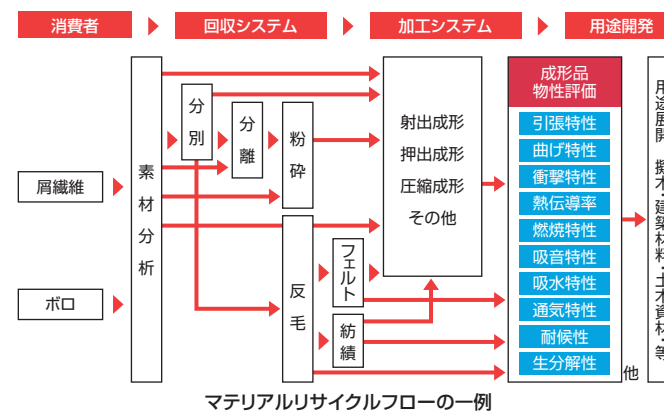 消費者
回収システム
加工システム
用途開発
屑繊維
ボロ
素材分析
分別
分離
粉砕
反毛
フェルト
紡績
射出成形
押出成形
圧縮成形
その他
成形品
物性評価
引張特性
曲げ特性
衝撃特性
熱伝導率
燃焼特性
吸音特性
吸水特性
通気特性
耐候性
生分解性
他
用途展開 擬木・建築材料・土木資材・等
マテリアルリサイクルフローの一例